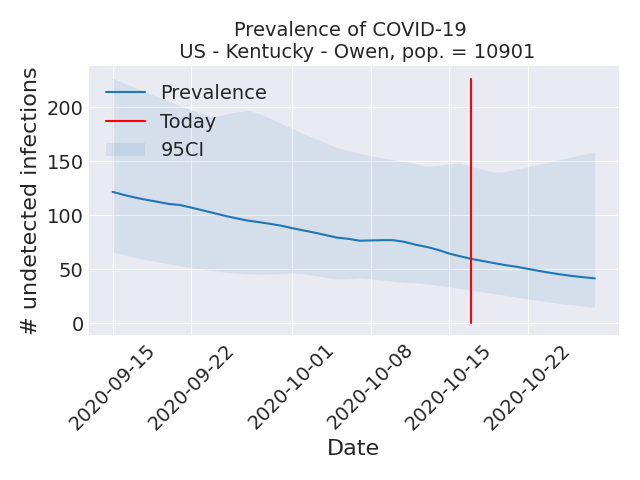 Prevalence of COVID-19
US - Kentucky - Owen, pop. = 10901
# undetected infections
200
150
100
50
0
Prevalence
Today
95CI
2020-09-15
2020-09-22
2020-10-01
2020-10-08
2020-10-15
2020-10-22
Date